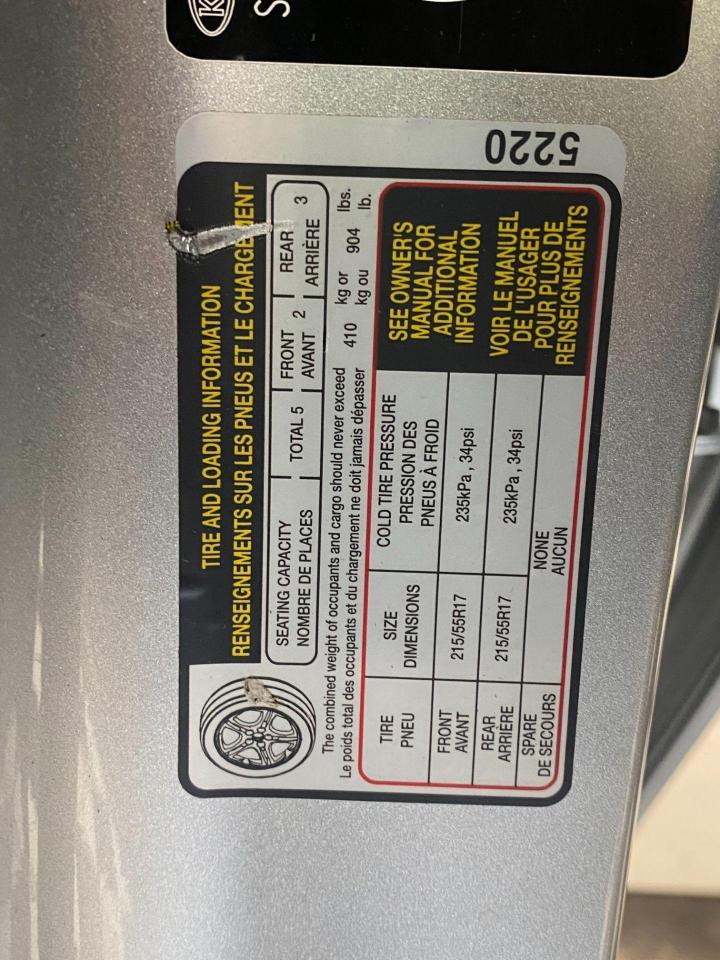 TIRE AND LOADING INFORMATION
RENSEIGNEMENTS SUR LES PNEUS ET LE CHARGEMENT
SEATING CAPACITY
NOMBRE DE PLACES
TOTAL 5
FRONT
AVANT
2
REAR
ARRIÈRE
3
The combined weight of occupants and cargo should never exceed 410 kg or 904 lbs.
Le poids total des occupants et du chargement ne doit jamais dépasser kg ou lb.
TIRE
PNEU
SIZE
DIMENSIONS
COLD TIRE PRESSURE
PRESSION DES
PNEUS À FROID
FRONT
AVANT
215/55R17
235kPa , 34psi
REAR
ARRIÈRE
215/55R17
235kPa , 34psi
SPARE
DE SECOURS
NONE
AUCUN
SEE OWNER'S
MANUAL FOR
ADDITIONAL
INFORMATION
VOIR LE MANUEL
DE L'USAGER
POUR PLUS DE
RENSEIGNEMENTS
5220